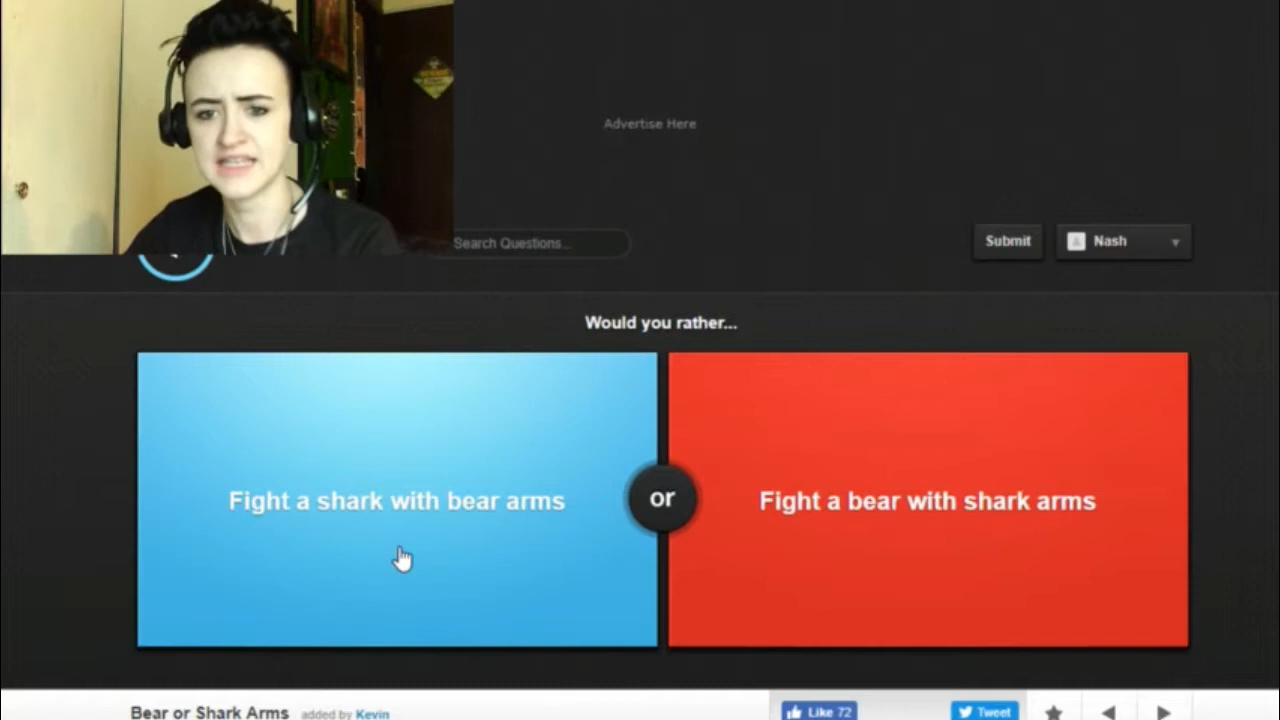 Advertise Here
Search Questions...
Submit
Nash
Would you rather...
Fight a shark with bear arms
or
Fight a bear with shark arms
Bear or Shark Arms added by Kevin
Like 72
Tweet